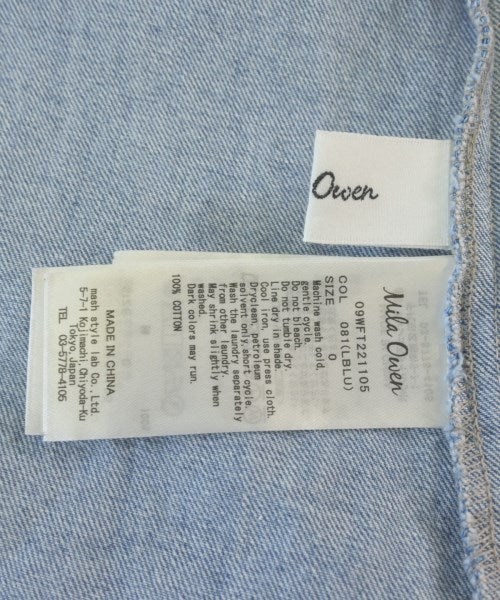 Owen
Nila Owen
09WFT221105
COL 081(LBLU)
SIZE 0
Machine wash cold,
gentle cycle.
Do not bleach.
Do not tumble dry.
Line dry in shade.
Cool iron, use press cloth.
Dryclean, petroleum
solvent only, short cycle.
Wash the laundry separately
from other laundry.
May shrink slightly when
washed.
Dark colors may run.
100% COTTON
MADE IN CHINA
mash style lab Co.,Ltd.
5-7-1 Kojimachi, Chiyoda-Ku
Tokyo, Japan
TEL 03-5778-4106